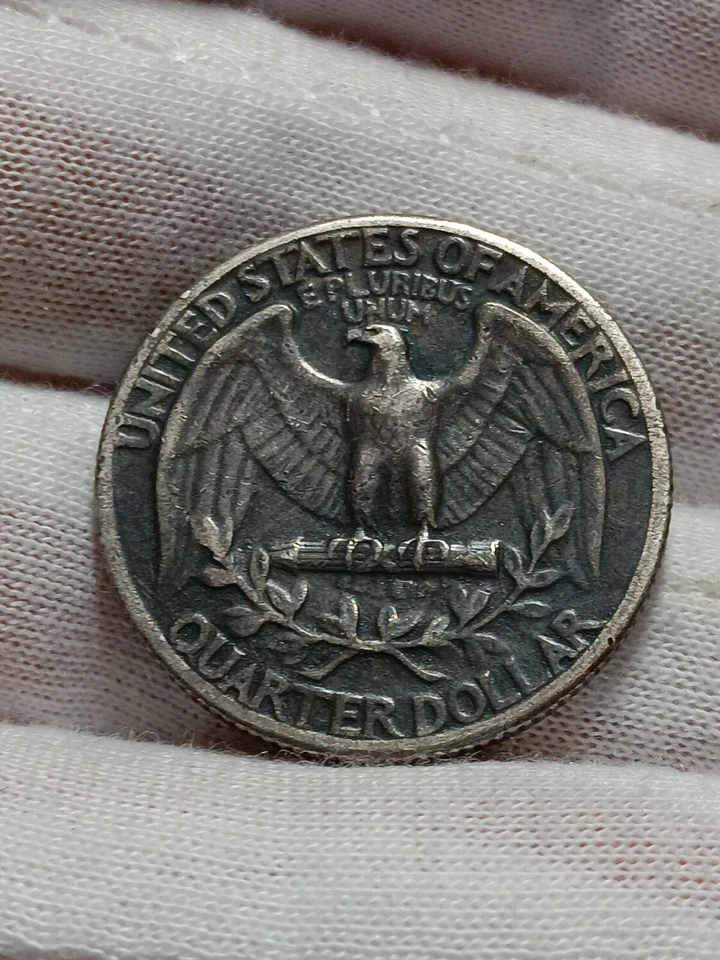 UNITED STATES OF AMERICA
E PLURIBUS
UNUM
QUARTER DOLLAR